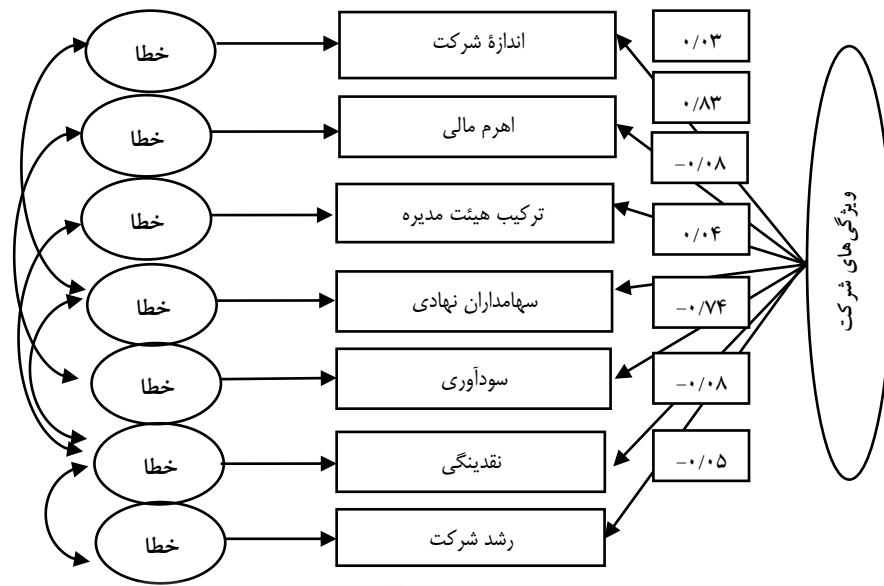 خطا
اندازهٔ شرکت
۰/۰۳
خطا
اهرم مالی
۰/۸۳
خطا
ترکیب هیئت مدیره
–۰/۰۸
خطا
سهامداران نهادی
۰/۰۴
خطا
سودآوری
–۰/۷۴
خطا
نقدینگی
–۰/۰۸
خطا
رشد شرکت
–۰/۰۵
ویژگی‌های شرکت